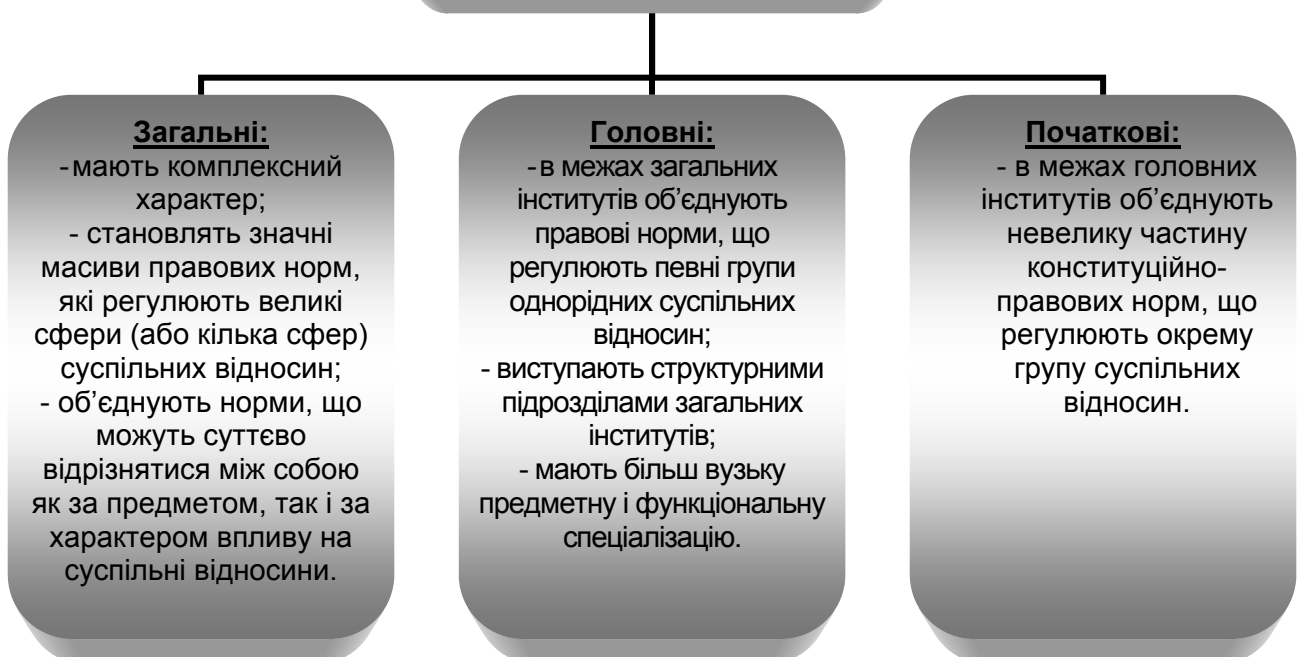 Загальні:
-мають комплексний
характер;
- становлять значні
масиви правових норм,
які регулюють великі
сфери (або кілька сфер)
суспільних відносин;
- об’єднують норми, що
можуть суттєво
відрізнятися між собою
як за предметом, так і за
характером впливу на
суспільні відносини.
Головні:
-в межах загальних
інститутів об’єднують
правові норми, що
регулюють певні групи
однорідних суспільних
відносин;
- виступають структурними
підрозділами загальних
інститутів;
- мають більш вузьку
предметну і функціональну
спеціалізацію.
Початкові:
- в межах головних
інститутів об’єднують
невелику частину
конституційно-
правових норм, що
регулюють окрему
групу суспільних
відносин.